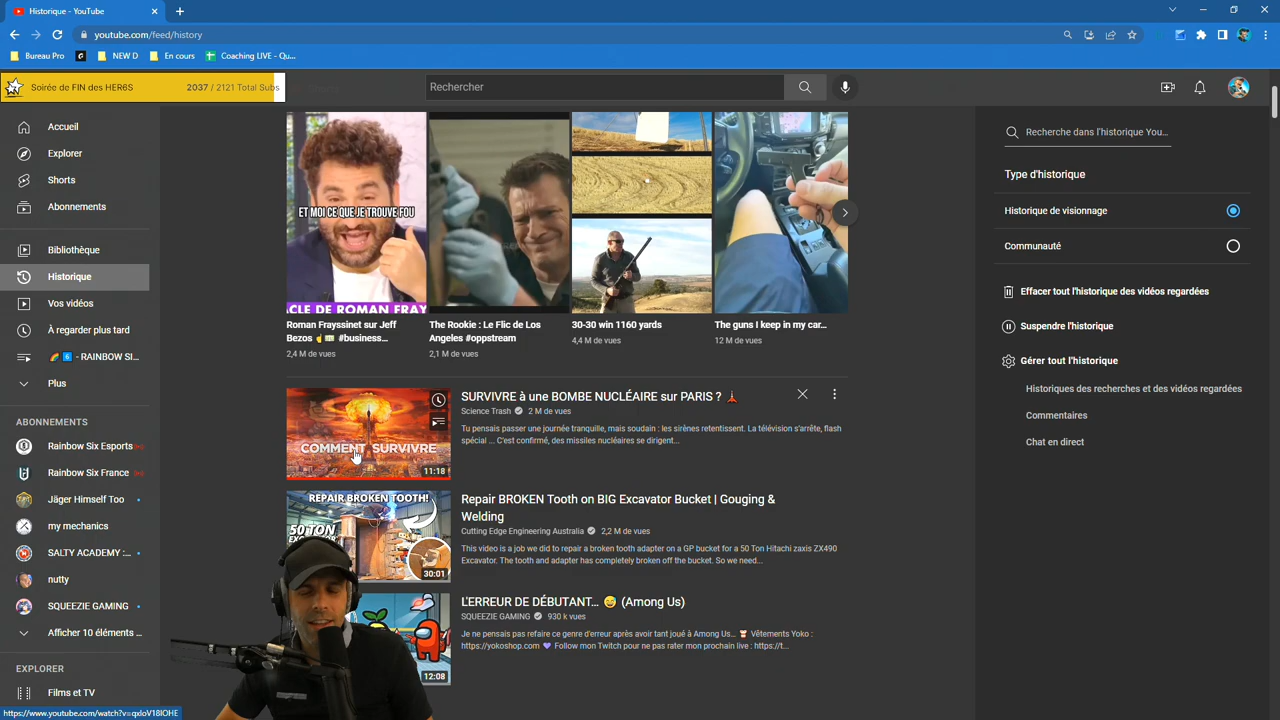 Historique - YouTube
youtube.com/feed/history
Bureau Pro
NEW D
En cours
Coaching LIVE - Qu...
Soirée de FIN des HER6S
2037 / 2121 Total Subs
Rechercher
Accueil
Explorer
Shorts
Abonnements
Bibliothèque
Historique
Vos vidéos
À regarder plus tard
🌈 6️⃣ - RAINBOW SI...
Plus
ABONNEMENTS
Rainbow Six Esports
Rainbow Six France
Jäger Himself Too
my mechanics
SALTY ACADEMY :...
nutty
SQUEEZIE GAMING
Afficher 10 éléments ...
EXPLORER
Films et TV
https://www.youtube.com/watch?v=qxloV18IOHE
ET MOI CE QUE JE TROUVE FOU
CLE DE ROMAN FRAY
Roman Frayssinet sur Jeff
Bezos ☝️💵 #business...
2,4 M de vues
The Rookie : Le Flic de Los
Angeles #oppstream
2,1 M de vues
30-30 win 1160 yards
4,4 M de vues
The guns I keep in my car...
12 M de vues
COMMENT SURVIVRE
11:18
SURVIVRE à une BOMBE NUCLÉAIRE sur PARIS ? 🗼
Science Trash
2 M de vues
Tu pensais passer une journée tranquille, mais soudain : les sirènes retentissent. La télévision s'arrête, flash
spécial ... C'est confirmé, des missiles nucléaires se dirigent...
REPAIR BROKEN TOOTH!
50 TON
30:01
Repair BROKEN Tooth on BIG Excavator Bucket | Gouging &
Welding
Cutting Edge Engineering Australia
2,2 M de vues
This video is a job we did to repair a broken tooth adapter on a GP bucket for a 50 Ton Hitachi zaxis ZX490
Excavator. The tooth and adapter has completely broken off the bucket. So we need...
12:08
L'ERREUR DE DÉBUTANT... 😅 (Among Us)
SQUEEZIE GAMING
930 k vues
Je ne pensais pas refaire ce genre d'erreur après avoir tant joué à Among Us... Vêtements Yoko :
https://yokoshop.com 💜 Follow mon Twitch pour ne pas rater mon prochain live : https://t...
Recherche dans l'historique You...
Type d'historique
Historique de visionnage
Communauté
Effacer tout l'historique des vidéos regardées
Suspendre l'historique
Gérer tout l'historique
Historiques des recherches et des vidéos regardées
Commentaires
Chat en direct